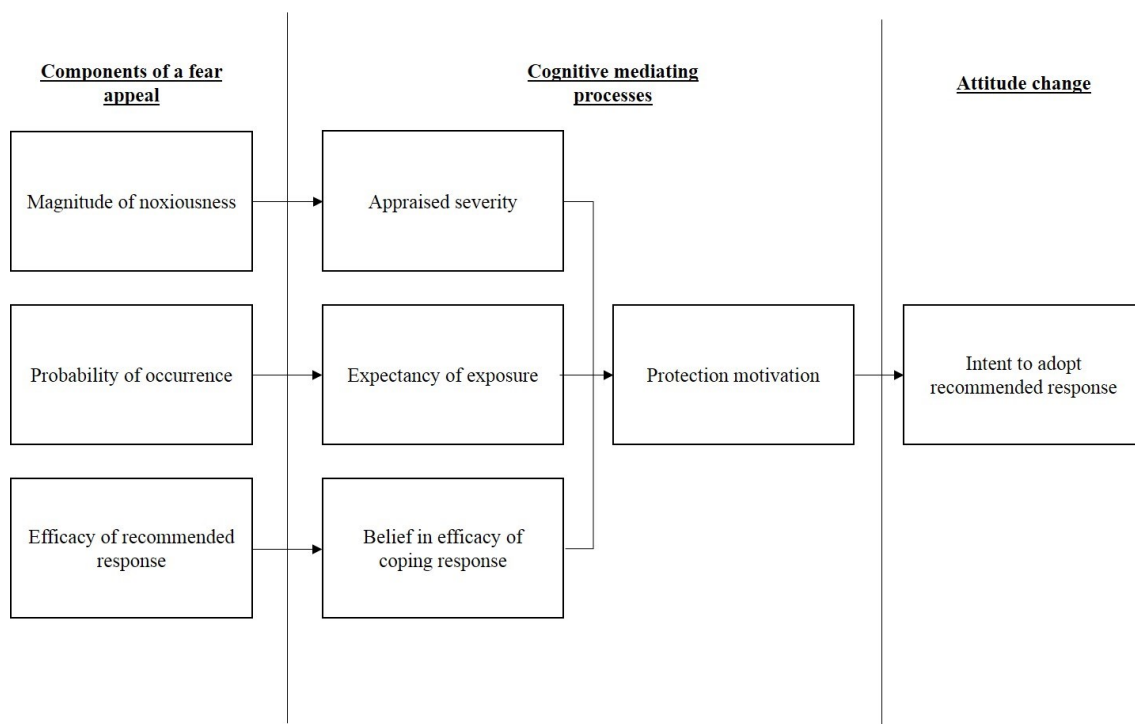 Components of a fear
appeal
Cognitive mediating
processes
Attitude change
Magnitude of noxiousness
Appraised severity
Probability of occurrence
Expectancy of exposure
Protection motivation
Intent to adopt
recommended response
Efficacy of recommended
response
Belief in efficacy of
coping response